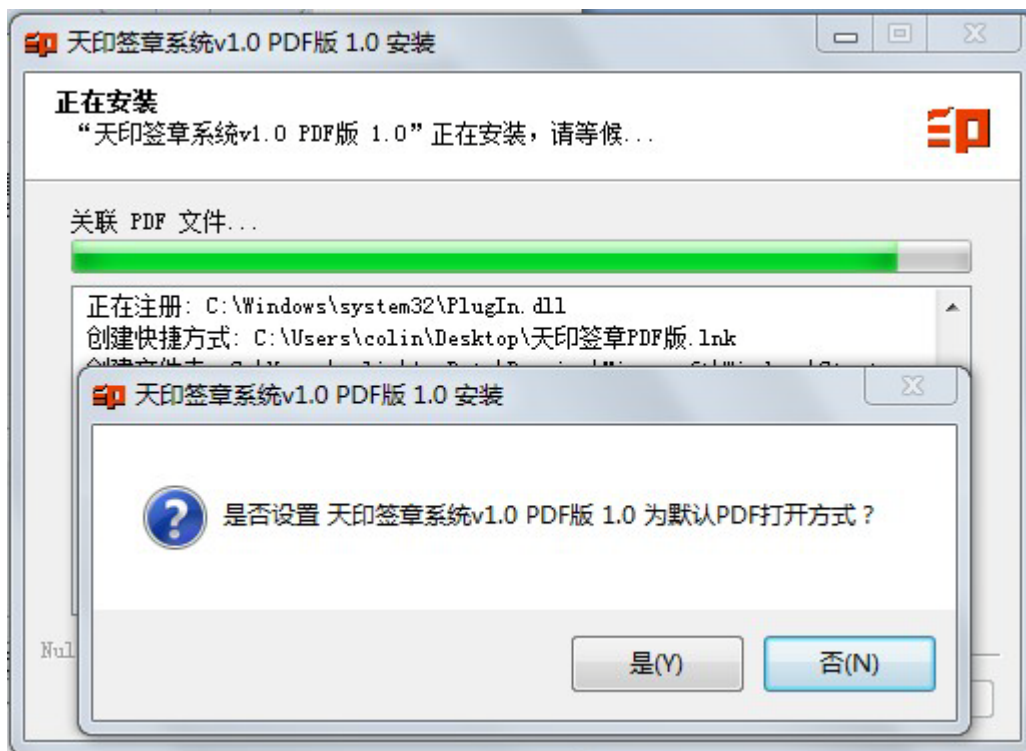 天印签章系统v1.0 PDF版 1.0 安装
正在安装
“天印签章系统v1.0 PDF版 1.0”正在安装，请等候...
关联 PDF 文件...
正在注册: C:\Windows\system32\PlugIn.dll
创建快捷方式: C:\Users\colin\Desktop\天印签章PDF版.lnk
天印签章系统v1.0 PDF版 1.0 安装
是否设置 天印签章系统v1.0 PDF版 1.0 为默认PDF打开方式？
Nul
是(Y)
否(N)